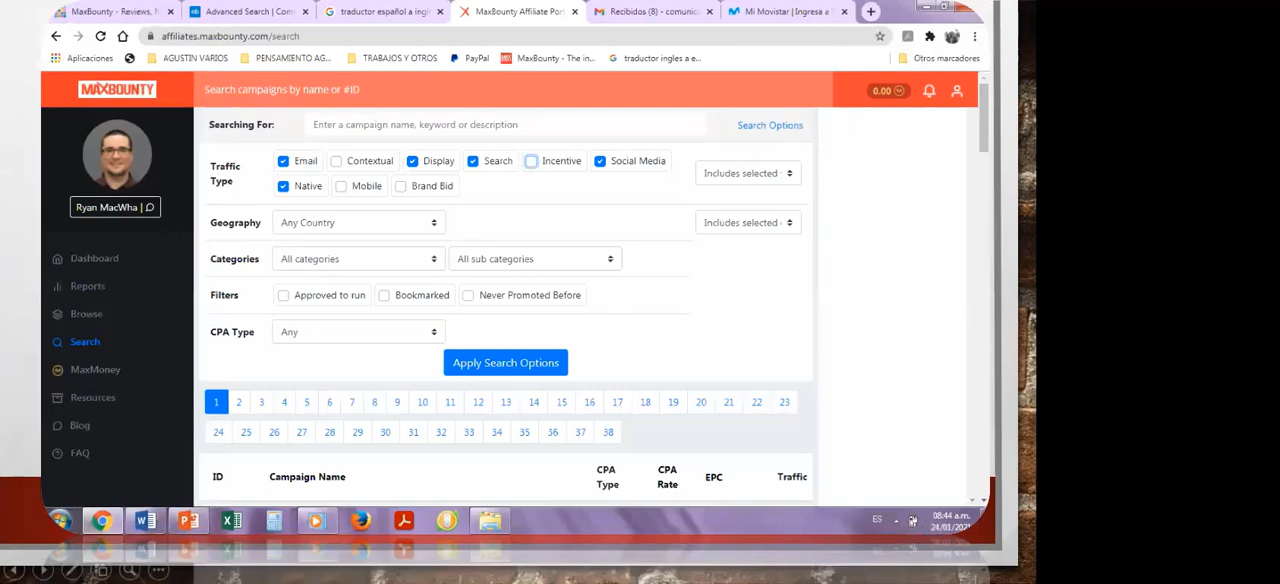 MaxBounty - Reviews, N
Advanced Search | Com
traductor español a ingl
MaxBounty Affiliate Port
Recibidos (8) - comunic
Mi Movistar | Ingresa a
affiliates.maxbounty.com/search
Aplicaciones
AGUSTIN VARIOS
PENSAMIENTO AG...
TRABAJOS Y OTROS
PayPal
MaxBounty - The in...
traductor ingles a e...
Otros marcadores
MAXBOUNTY
Search campaigns by name or #ID
0.00
Searching For:
Enter a campaign name, keyword or description
Search Options
Traffic Type
Email
Contextual
Display
Search
Incentive
Social Media
Includes selected
Native
Mobile
Brand Bid
Ryan MacWha |
Geography
Any Country
Includes selected
Categories
All categories
All sub categories
Filters
Approved to run
Bookmarked
Never Promoted Before
CPA Type
Any
Apply Search Options
Dashboard
Reports
Browse
Search
MaxMoney
Resources
Blog
FAQ
1 2 3 4 5 6 7 8 9 10 11 12 13 14 15 16 17 18 19 20 21 22 23
24 25 26 27 28 29 30 31 32 33 34 35 36 37 38
ID
Campaign Name
CPA Type
CPA Rate
EPC
Traffic
ES
08:44 a.m.